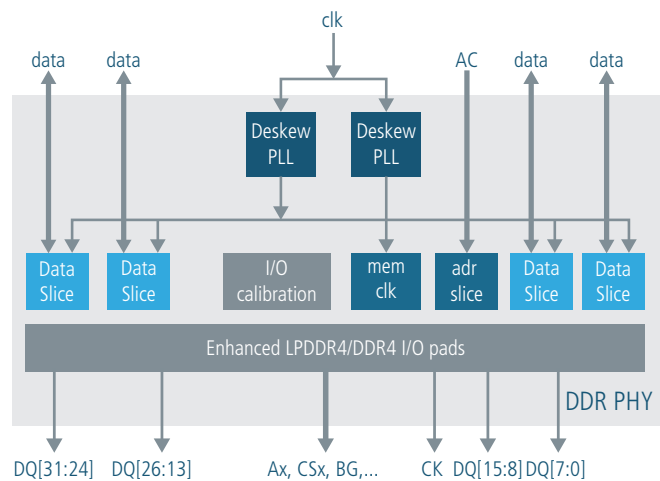 clk
data data AC data data
Deskew PLL
Deskew PLL
Data Slice
Data Slice
I/O calibration
mem clk
adr slice
Data Slice
Data Slice
Enhanced LPDDR4/DDR4 I/O pads
DDR PHY
DQ[31:24] DQ[26:13] Ax, CSx, BG,... CK DQ[15:8] DQ[7:0]